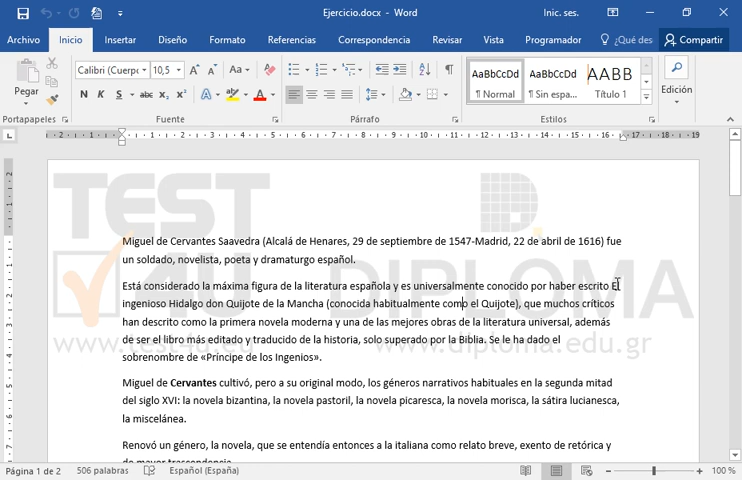 Ejercicio.docx - Word
Inic. ses.
Archivo Inicio Insertar Diseño Formato Referencias Correspondencia Revisar Vista Programador ¿Qué des Compartir
Pegar
Calibri (Cuerpo 10,5
Edición
AaBbCcDd AaBbCcDd AABB
¶ Normal ¶ Sin espa... Título 1
Portapapeles Fuente Párrafo Estilos
TEST 4U DIPLOMA
www.test4u.eu www.diploma.edu.gr
Miguel de Cervantes Saavedra (Alcalá de Henares, 29 de septiembre de 1547-Madrid, 22 de abril de 1616) fue
un soldado, novelista, poeta y dramaturgo español.
Está considerado la máxima figura de la literatura española y es universalmente conocido por haber escrito El
ingenioso Hidalgo don Quijote de la Mancha (conocida habitualmente como el Quijote), que muchos críticos
han descrito como la primera novela moderna y una de las mejores obras de la literatura universal, además
de ser el libro más editado y traducido de la historia, solo superado por la Biblia. Se le ha dado el
sobrenombre de «Príncipe de los Ingenios».
Miguel de Cervantes cultivó, pero a su original modo, los géneros narrativos habituales en la segunda mitad
del siglo XVI: la novela bizantina, la novela pastoril, la novela picaresca, la novela morisca, la sátira lucianesca,
la miscelánea.
Renovó un género, la novela, que se entendía entonces a la italiana como relato breve, exento de retórica y
de mayor trascendencia.
Página 1 de 2 506 palabras Español (España) 100 %